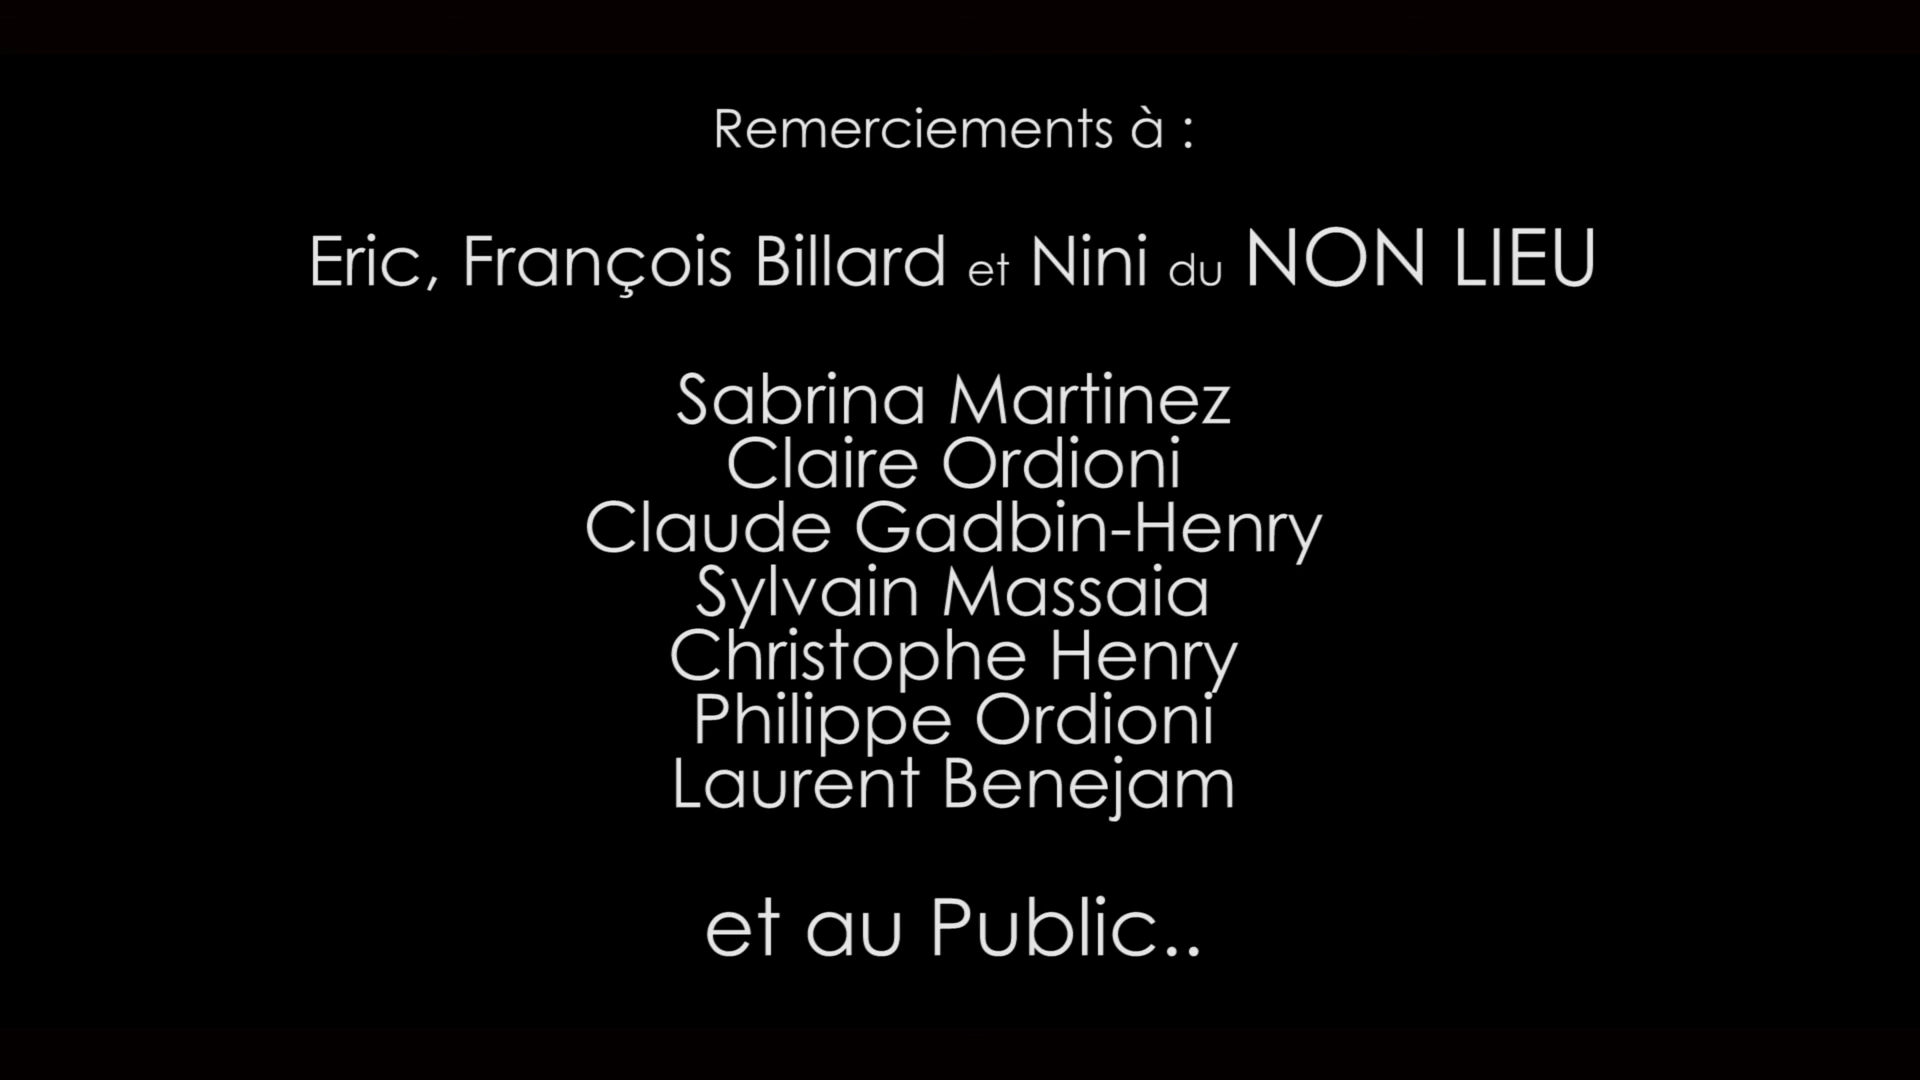 Remerciements à :
Eric, François Billard et Nini du NON LIEU
Sabrina Martinez
Claire Ordioni
Claude Gadbin-Henry
Sylvain Massaia
Christophe Henry
Philippe Ordioni
Laurent Benejam
et au Public..